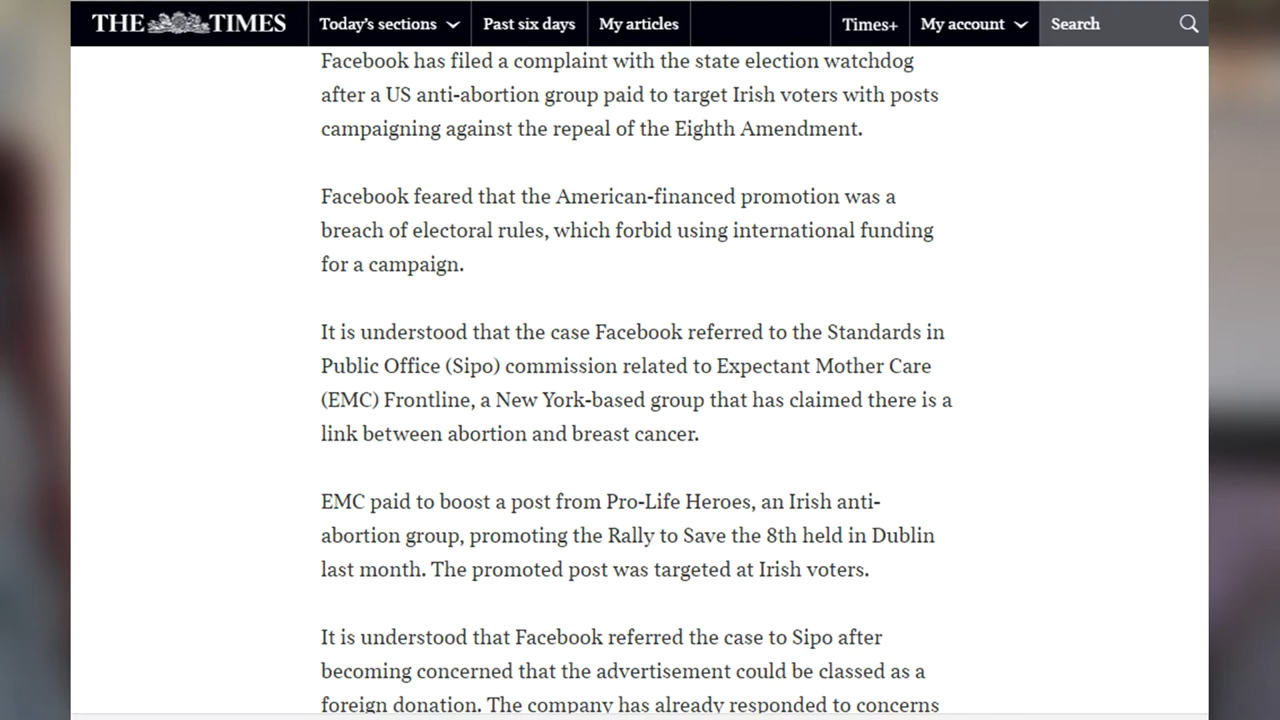 THE TIMES Today's sections Past six days My articles Times+ My account Search
Facebook has filed a complaint with the state election watchdog
after a US anti-abortion group paid to target Irish voters with posts
campaigning against the repeal of the Eighth Amendment.
Facebook feared that the American-financed promotion was a
breach of electoral rules, which forbid using international funding
for a campaign.
It is understood that the case Facebook referred to the Standards in
Public Office (Sipo) commission related to Expectant Mother Care
(EMC) Frontline, a New York-based group that has claimed there is a
link between abortion and breast cancer.
EMC paid to boost a post from Pro-Life Heroes, an Irish anti-
abortion group, promoting the Rally to Save the 8th held in Dublin
last month. The promoted post was targeted at Irish voters.
It is understood that Facebook referred the case to Sipo after
becoming concerned that the advertisement could be classed as a
foreign donation. The company has already responded to concerns